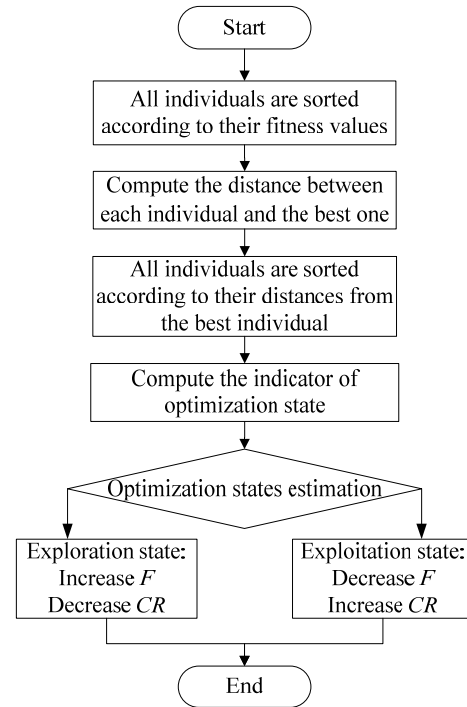 Start
All individuals are sorted
according to their fitness values
Compute the distance between
each individual and the best one
All individuals are sorted
according to their distances from
the best individual
Compute the indicator of
optimization state
Optimization states estimation
Exploration state:
Increase F
Decrease CR
Exploitation state:
Decrease F
Increase CR
End